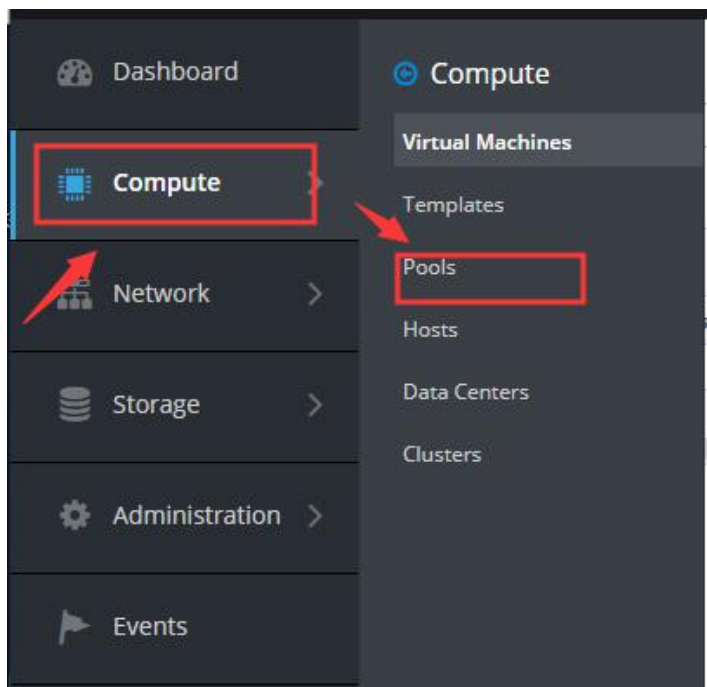 Dashboard
Compute
Network
Storage
Administration
Events
Compute
Virtual Machines
Templates
Pools
Hosts
Data Centers
Clusters